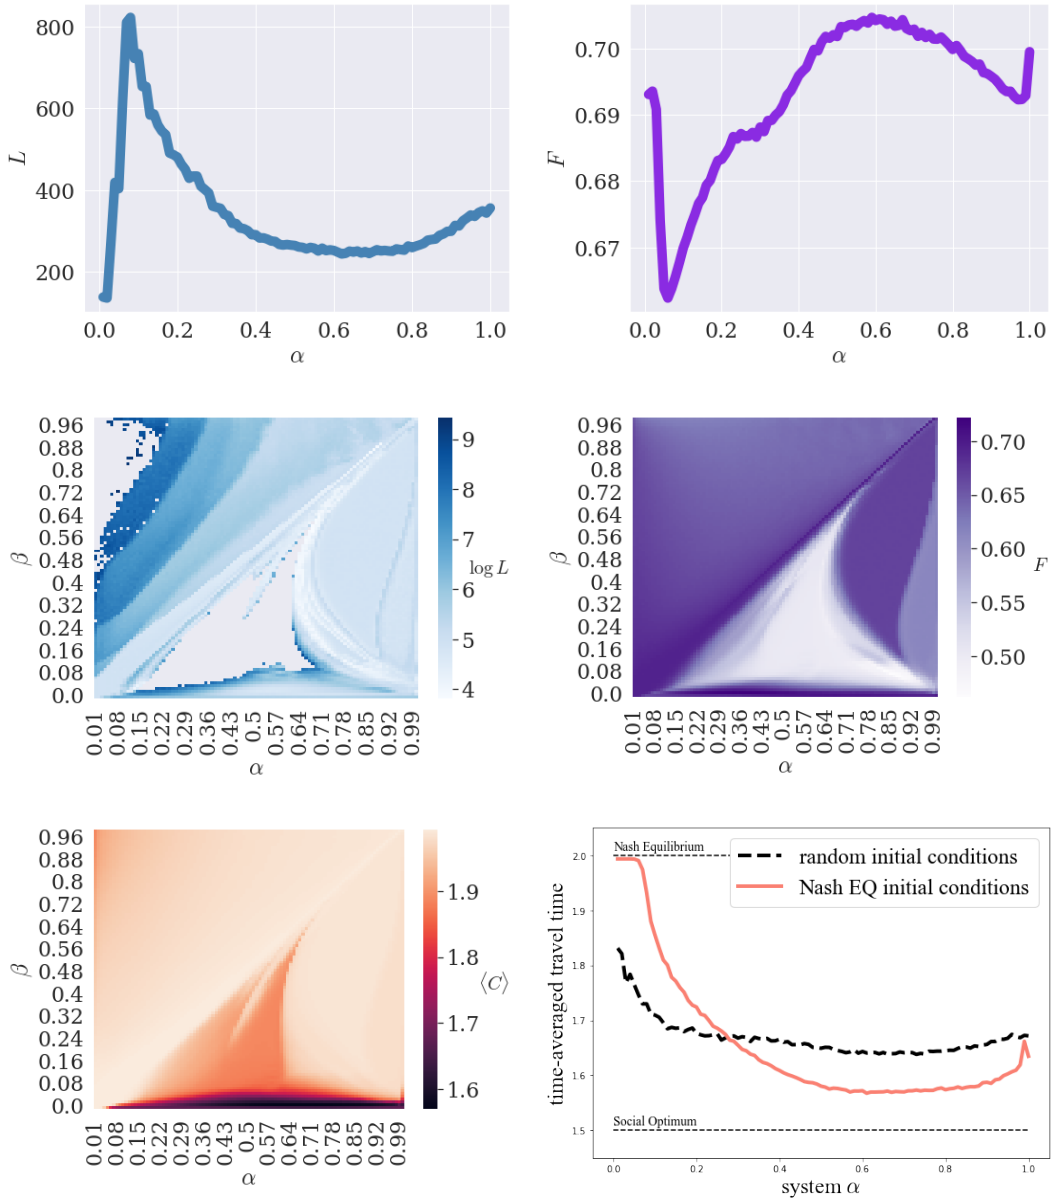 800
600
400
200
L
0.0 0.2 0.4 0.6 0.8 1.0
α
0.70
0.69
0.68
0.67
F
0.0 0.2 0.4 0.6 0.8 1.0
α
0.96
0.88
0.8
0.72
0.64
0.56
0.48
0.4
0.32
0.24
0.16
0.08
0.0
β
0.01 0.08 0.15 0.22 0.29 0.36 0.43 0.5 0.57 0.64 0.71 0.78 0.85 0.92 0.99
α
9
8
7
6
5
4
log L
0.96
0.88
0.8
0.72
0.64
0.56
0.48
0.4
0.32
0.24
0.16
0.08
0.0
β
0.01 0.08 0.15 0.22 0.29 0.36 0.43 0.5 0.57 0.64 0.71 0.78 0.85 0.92 0.99
α
0.70
0.65
0.60
0.55
0.50
F
0.96
0.88
0.8
0.72
0.64
0.56
0.48
0.4
0.32
0.24
0.16
0.08
0.0
β
0.01 0.08 0.15 0.22 0.29 0.36 0.43 0.5 0.57 0.64 0.71 0.78 0.85 0.92 0.99
α
1.9
1.8
1.7
1.6
⟨C⟩
Nash Equilibrium
random initial conditions
Nash EQ initial conditions
2.0
1.9
1.8
1.7
1.6
1.5
time-averaged travel time
Social Optimum
0.0 0.2 0.4 0.6 0.8 1.0
system α